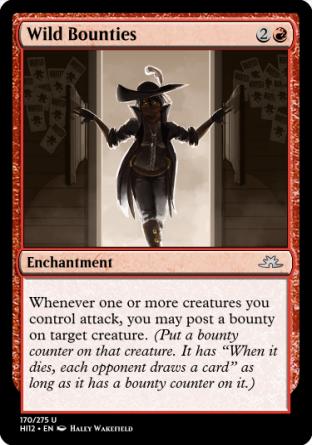 Wild Bounties 2
Enchantment
Whenever one or more creatures you
control attack, you may post a bounty
on target creature. (Put a bounty
counter on that creature. It has “When it
dies, each opponent draws a card” as
long as it has a bounty counter on it.)
170/275 U
HI12 • EN HALEY WAKEFIELD